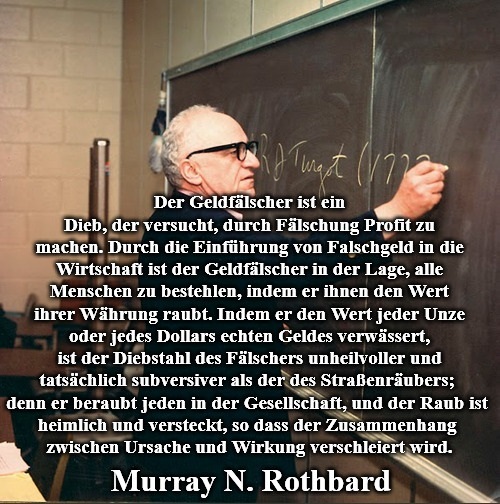 ARJ Turgot (1777
Der Geldfälscher ist ein
Dieb, der versucht, durch Fälschung Profit zu
machen. Durch die Einführung von Falschgeld in die
Wirtschaft ist der Geldfälscher in der Lage, alle
Menschen zu bestehlen, indem er ihnen den Wert
ihrer Währung raubt. Indem er den Wert jeder Unze
oder jedes Dollars echten Geldes verwässert,
ist der Diebstahl des Fälschers unheilvoller und
tatsächlich subversiver als der des Straßenräubers;
denn er beraubt jeden in der Gesellschaft, und der Raub ist
heimlich und versteckt, so dass der Zusammenhang
zwischen Ursache und Wirkung verschleiert wird.
Murray N. Rothbard